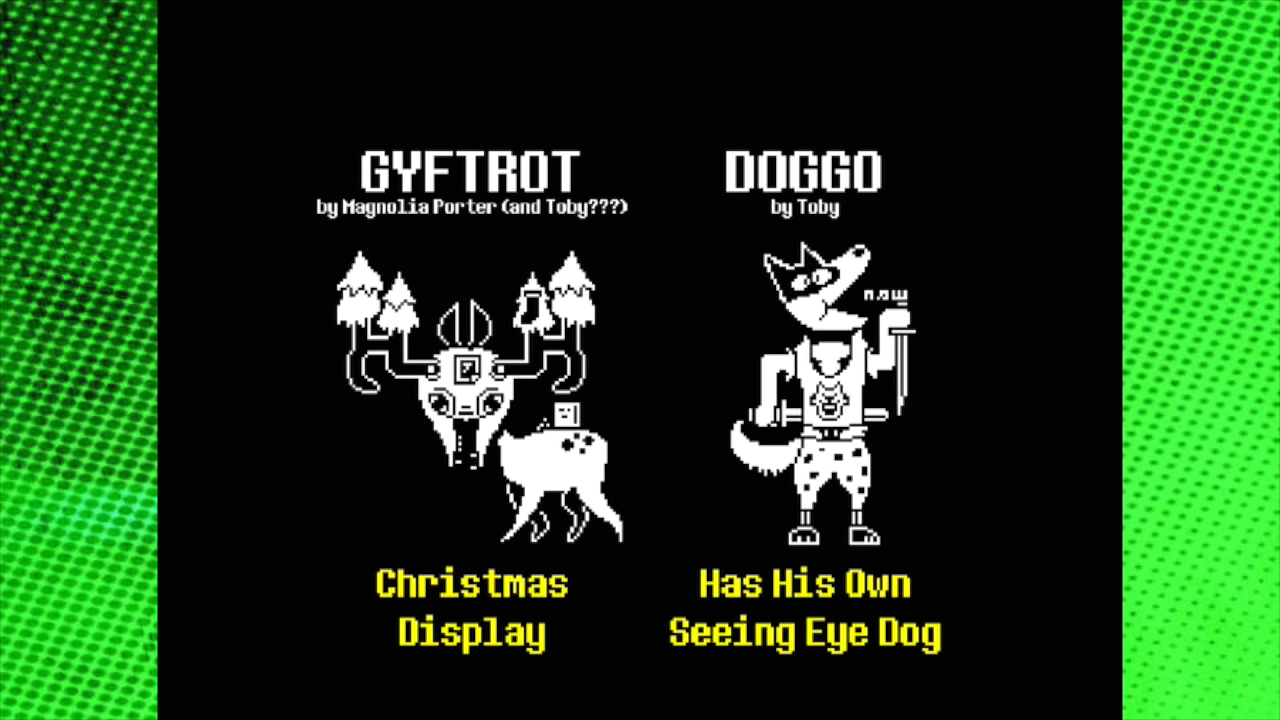 GYFTROT
by Magnolia Porter (and Toby???)
Christmas
Display
DOGGO
by Toby
Has His Own
Seeing Eye Dog